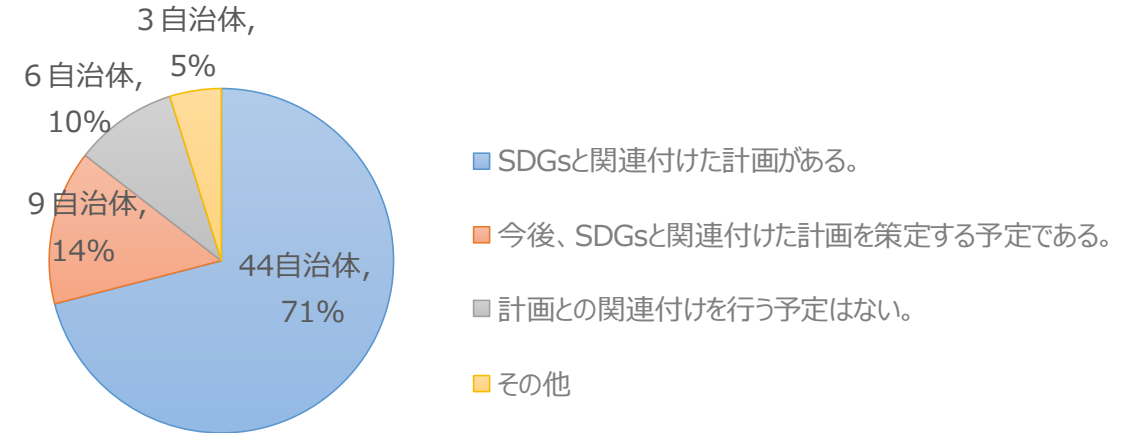 ３自治体,
5%
６自治体,
10%
９自治体,
14%
44自治体,
71%
SDGsと関連付けた計画がある。
今後、SDGsと関連付けた計画を策定する予定である。
計画との関連付けを行う予定はない。
その他